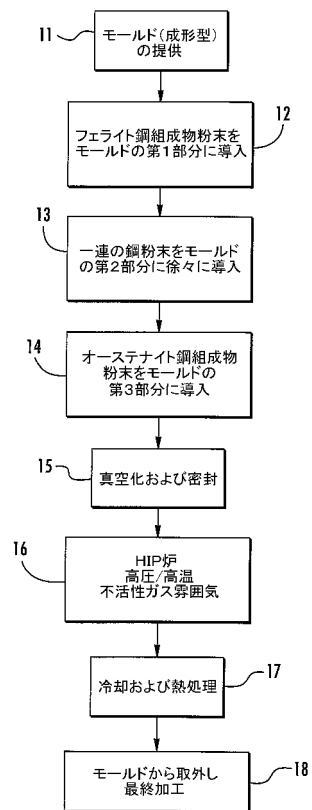 11
モールド(成形型)
の提供
12
フェライト鋼組成物粉末を
モールドの第1部分に導入
13
一連の鋼粉末をモールド
の第2部分に徐々に導入
14
オーステナイト鋼組成物
粉末をモールドの
第3部分に導入
15
真空化および密封
16
HIP炉
高圧/高温
不活性ガス雰囲気
17
冷却および熱処理
18
モールドから取外し
最終加工